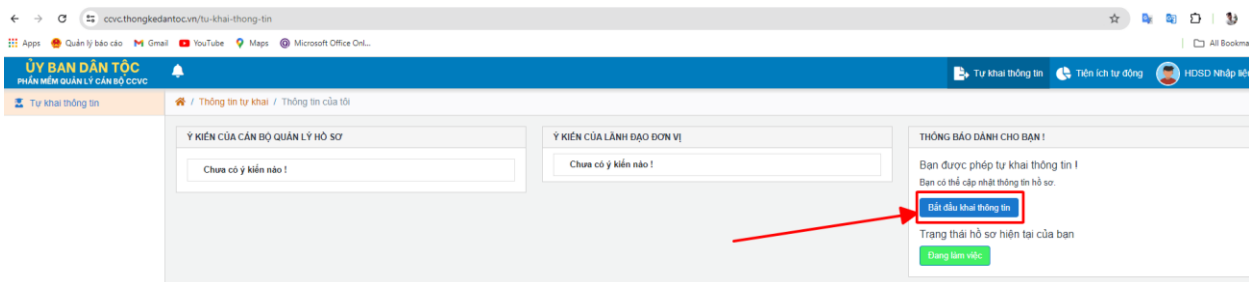 ccvc.thongkedantoc.vn/tu-khai-thong-tin
Apps Quản lý báo cáo Gmail YouTube Maps Microsoft Office Onl... All Bookma
ỦY BAN DÂN TỘC
PHẦN MỀM QUẢN LÝ CÁN BỘ CCVC
Tự khai thông tin Tiện ích tự động HDSD Nhập liệ
Tự khai thông tin
/ Thông tin tự khai / Thông tin của tôi
Ý KIẾN CỦA CÁN BỘ QUẢN LÝ HỒ SƠ
Chưa có ý kiến nào !
Ý KIẾN CỦA LÃNH ĐẠO ĐƠN VỊ
Chưa có ý kiến nào !
THÔNG BÁO DÀNH CHO BẠN !
Bạn được phép tự khai thông tin !
Bạn có thể cập nhật thông tin hồ sơ.
Bắt đầu khai thông tin
Trạng thái hồ sơ hiện tại của bạn
Đang làm việc